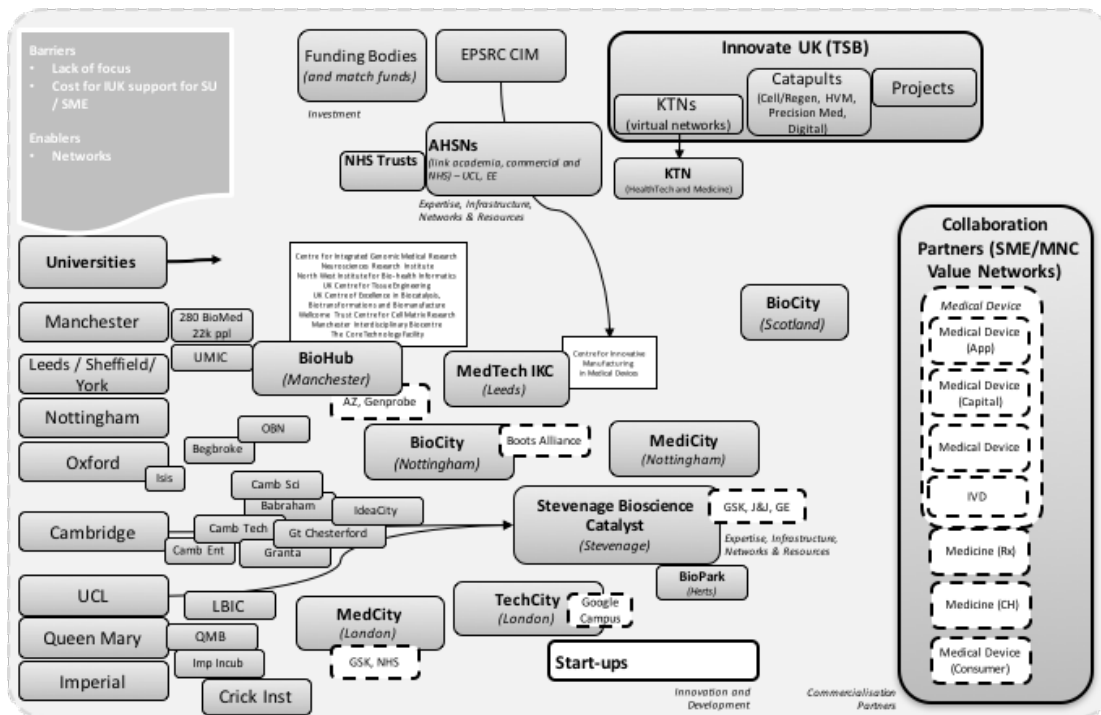 Barriers
• Lack of focus
• Cost for IUK support for SU
/ SME
Enablers
• Networks
Funding Bodies
(and match funds)
Investment
EPSRC CIM
Innovate UK (TSB)
KTNs
(virtual networks)
Catapults
(Cell/Regen, HVM,
Precision Med,
Digital)
Projects
NHS Trusts
AHSNs
(link academia, commercial and
NHS) – UCL, EE
Expertise, Infrastructure,
Networks & Resources
KTN
(HealthTech and Medicine)
Universities
Centre for Integrated Genomic Medical Research
Neurosciences Research Institute
North West Institute for Bio-health Informatics
UK Centre for Tissue Engineering
UK Centre of Excellence in Biocatalysis,
Biotransformations and Biomanufacture
Wellcome Trust Centre for Cell Matrix Research
Manchester Interdisciplinary Biocentre
The Core Technology Facility
Collaboration
Partners (SME/MNC
Value Networks)
Medical Device
Medical Device
(App)
Medical Device
(Capital)
Medical Device
IVD
Medicine (Rx)
Medicine (CH)
Medical Device
(Consumer)
BioCity
(Scotland)
Manchester
280 BioMed
22k ppl
UMIC
BioHub
(Manchester)
AZ, Genprobe
MedTech IKC
(Leeds)
Centre for Innovative
Manufacturing
in Medical Devices
Leeds / Sheffield/
York
Nottingham
OBN
Begbroke
BioCity
(Nottingham)
Boots Alliance
MediCity
(Nottingham)
Oxford
Isis
Camb Sci
Babraham
IdeaCity
Camb Tech
Gt Chesterford
Cambridge
Camb Ent
Granta
Stevenage Bioscience
Catalyst
(Stevenage)
GSK, J&J, GE
Expertise, Infrastructure,
Networks & Resources
BioPark
(Herts)
UCL
LBIC
MedCity
(London)
GSK, NHS
TechCity
(London)
Google
Campus
Queen Mary
QMB
Imp Incub
Imperial
Crick Inst
Start-ups
Innovation and
Development
Commercialisation
Partners